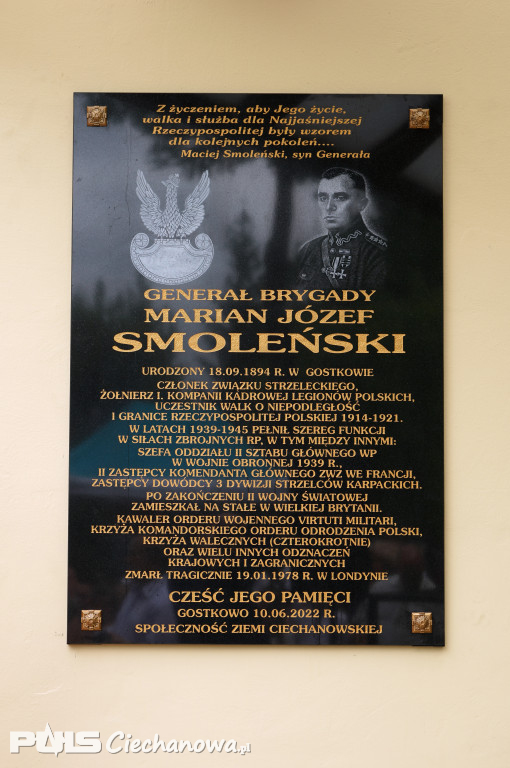 Z życzeniem, aby Jego życie,
walka i służba dla Najjaśniejszej
Rzeczypospolitej były wzorem
dla kolejnych pokoleń....
Maciej Smoleński, syn Generała
GENERAŁ BRYGADY
MARIAN JÓZEF
SMOLEŃSKI
URODZONY 18.09.1894 R. W GOSTKOWIE
CZŁONEK ZWIĄZKU STRZELECKIEGO,
ŻOŁNIERZ I. KOMPANII KADROWEJ LEGIONÓW POLSKICH,
UCZESTNIK WALK O NIEPODLEGŁOŚĆ
I GRANICE RZECZYPOSPOLITEJ POLSKIEJ 1914-1921.
W LATACH 1939-1945 PEŁNIŁ SZEREG FUNKCJI
W SIŁACH ZBROJNYCH RP, W TYM MIĘDZY INNYMI:
SZEFA ODDZIAŁU II SZTABU GŁÓWNEGO WP
W WOJNIE OBRONNEJ 1939 R.,
II ZASTĘPCY KOMENDANTA GŁÓWNEGO ZWZ WE FRANCJI,
ZASTĘPCY DOWÓDCY 3 DYWIZJI STRZELCÓW KARPACKICH.
PO ZAKOŃCZENIU II WOJNY ŚWIATOWEJ
ZAMIESZKAŁ NA STAŁE W WIELKIEJ BRYTANII.
KAWALER ORDERU WOJENNEGO VIRTUTI MILITARI,
KRZYŻA KOMANDORSKIEGO ORDERU ODRODZENIA POLSKI,
KRZYŻA WALECZNYCH (CZTEROKROTNIE)
ORAZ WIELU INNYCH ODZNACZEŃ
KRAJOWYCH I ZAGRANICZNYCH
ZMARŁ TRAGICZNIE 19.01.1978 R. W LONDYNIE
CZEŚĆ JEGO PAMIĘCI
GOSTKOWO 10.06.2022 R.
SPOŁECZNOŚĆ ZIEMI CIECHANOWSKIEJ
PULS Ciechanowa.pl